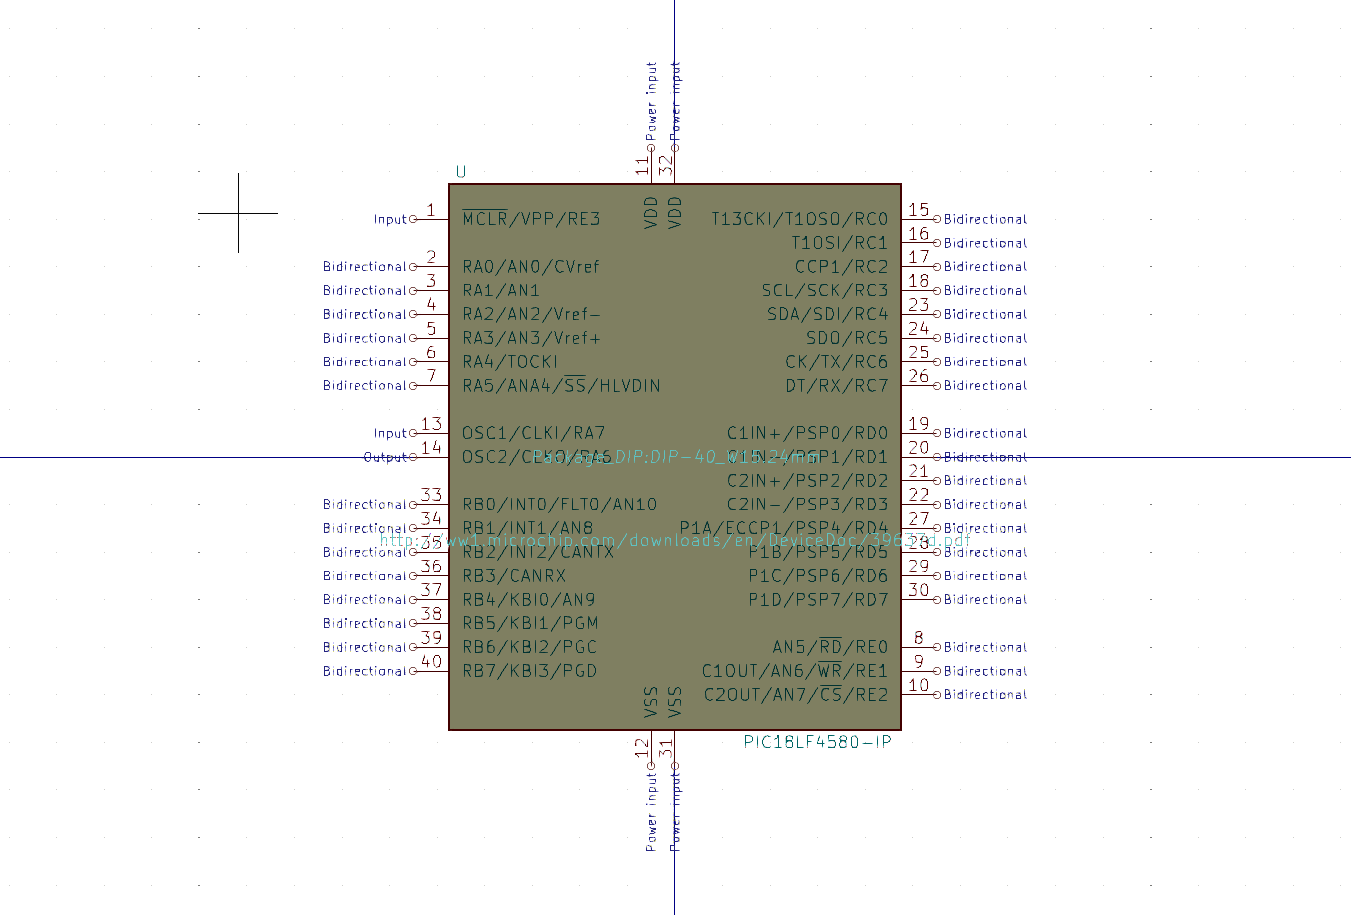 Power input
Power input
11
32
U
VDD
VDD
Input 1 MCLR/VPP/RE3
T13CKI/T1OSO/RC0 15 Bidirectional
T1OSI/RC1 16 Bidirectional
Bidirectional 2 RA0/AN0/CVref
CCP1/RC2 17 Bidirectional
Bidirectional 3 RA1/AN1
SCL/SCK/RC3 18 Bidirectional
Bidirectional 4 RA2/AN2/Vref-
SDA/SDI/RC4 23 Bidirectional
Bidirectional 5 RA3/AN3/Vref+
SDO/RC5 24 Bidirectional
Bidirectional 6 RA4/TOCKI
CK/TX/RC6 25 Bidirectional
Bidirectional 7 RA5/ANA4/SS/HLVDIN
DT/RX/RC7 26 Bidirectional
Input 13 OSC1/CLKI/RA7
C1IN+/PSP0/RD0 19 Bidirectional
Output 14 OSC2/CLKO/RA6
Package_DIP:DIP-40_W15.24mm
C1IN-/PSP1/RD1 20 Bidirectional
C2IN+/PSP2/RD2 21 Bidirectional
Bidirectional 33 RB0/INT0/FLT0/AN10
C2IN-/PSP3/RD3 22 Bidirectional
Bidirectional 34 RB1/INT1/AN8
P1A/ECCP1/PSP4/RD4 27 Bidirectional
http://ww1.microchip.com/downloads/en/DeviceDoc/39637d.pdf
Bidirectional 35 RB2/INT2/CANTX
P1B/PSP5/RD5 28 Bidirectional
Bidirectional 36 RB3/CANRX
P1C/PSP6/RD6 29 Bidirectional
Bidirectional 37 RB4/KBI0/AN9
P1D/PSP7/RD7 30 Bidirectional
Bidirectional 38 RB5/KBI1/PGM
Bidirectional 39 RB6/KBI2/PGC
AN5/RD/RE0 8 Bidirectional
Bidirectional 40 RB7/KBI3/PGD
C1OUT/AN6/WR/RE1 9 Bidirectional
C2OUT/AN7/CS/RE2 10 Bidirectional
VSS
VSS
PIC18LF4580-IP
12
31
Power input
Power input